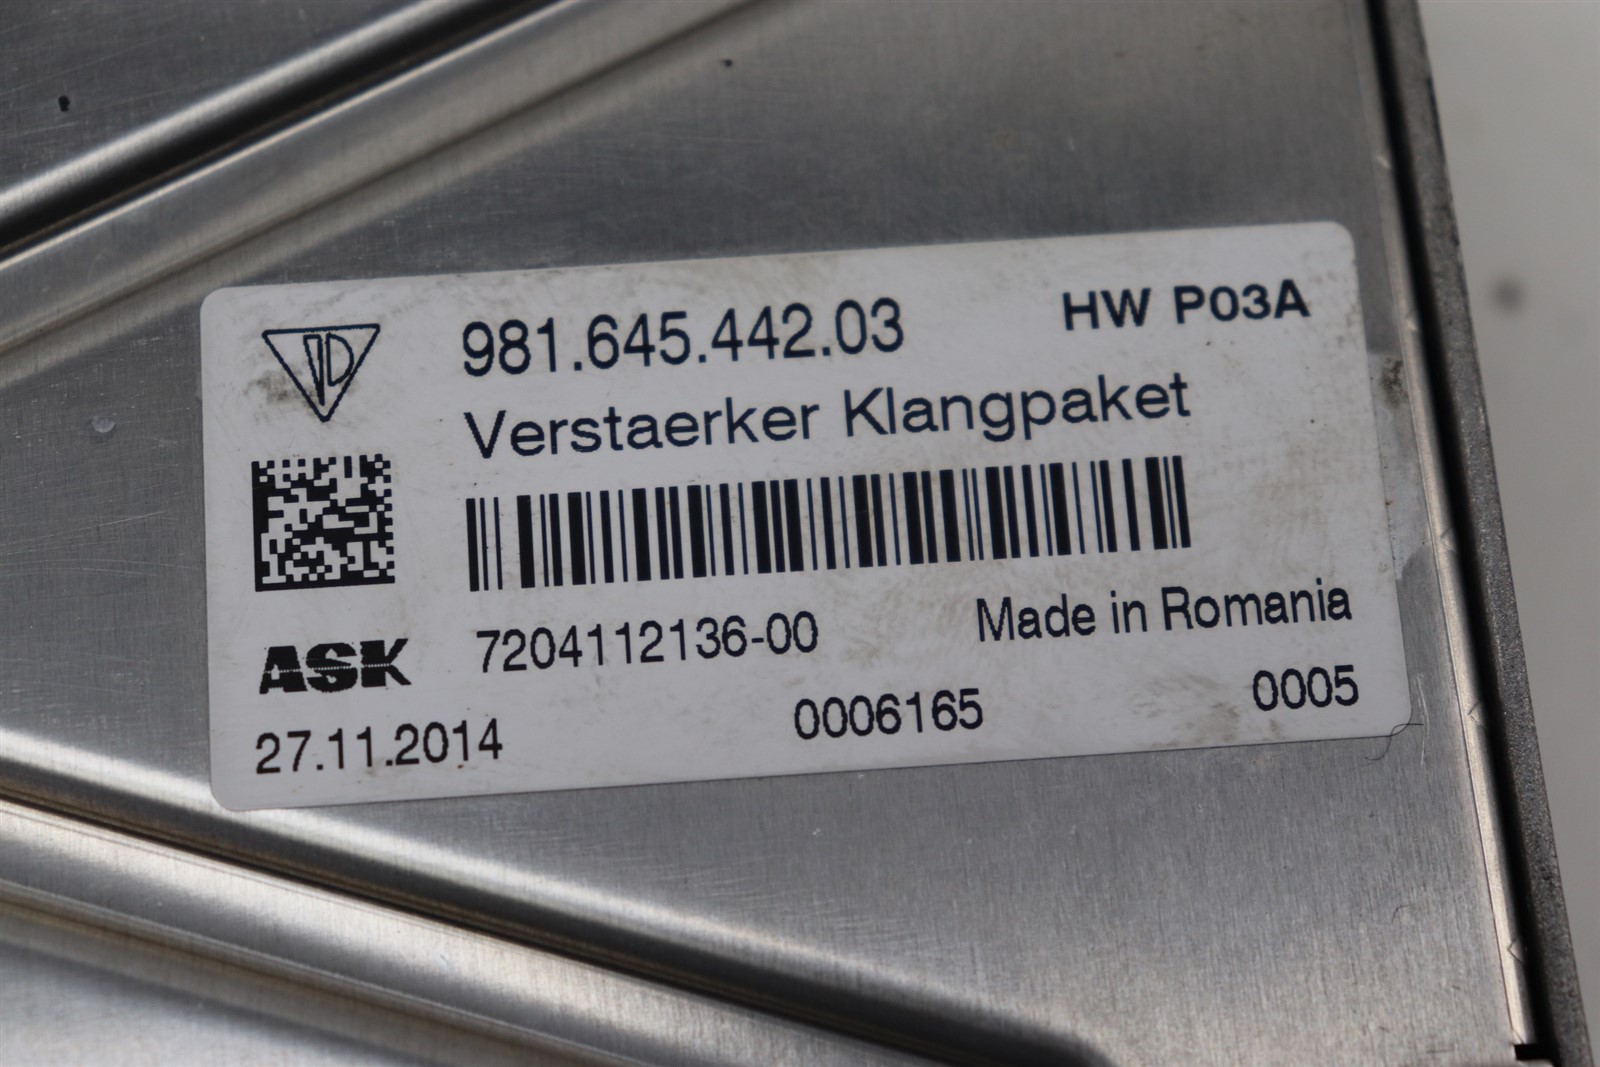 981.645.442.03 HW P03A
Verstaerker Klangpaket
ASK 7204112136-00 Made in Romania
27.11.2014 0006165 0005